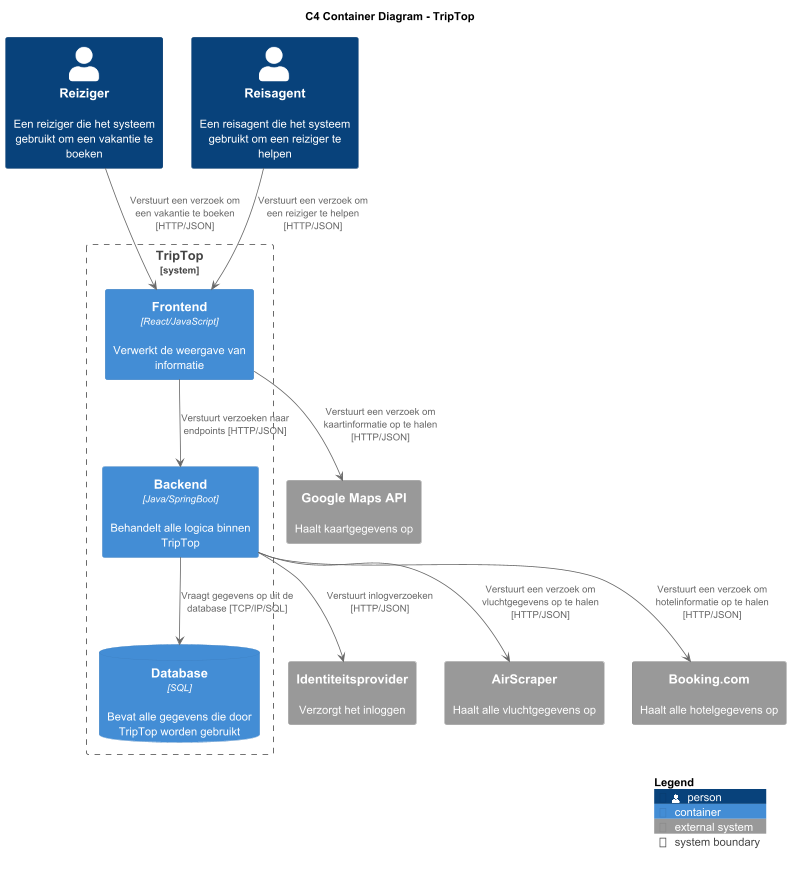 C4 Container Diagram - TripTop
Reiziger
Een reiziger die het systeem
gebruikt om een vakantie te
boeken
Reisagent
Een reisagent die het systeem
gebruikt om een reiziger te
helpen
Verstuurt een verzoek om
een vakantie te boeken
[HTTP/JSON]
Verstuurt een verzoek om
een reiziger te helpen
[HTTP/JSON]
TripTop
[system]
Frontend
[React/JavaScript]
Verwerkt de weergave van
informatie
Verstuurt verzoeken naar
endpoints [HTTP/JSON]
Verstuurt een verzoek om
kaartinformatie op te halen
[HTTP/JSON]
Backend
[Java/SpringBoot]
Behandelt alle logica binnen
TripTop
Google Maps API
Haalt kaartgegevens op
Vraagt gegevens op uit de
database [TCP/IP/SQL]
Verstuurt inlogverzoeken
[HTTP/JSON]
Verstuurt een verzoek om
vluchtgegevens op te halen
[HTTP/JSON]
Verstuurt een verzoek om
hotelinformatie op te halen
[HTTP/JSON]
Database
[SQL]
Bevat alle gegevens die door
TripTop worden gebruikt
Identiteitsprovider
Verzorgt het inloggen
AirScraper
Haalt alle vluchtgegevens op
Booking.com
Haalt alle hotelgegevens op
Legend
person
container
external system
system boundary